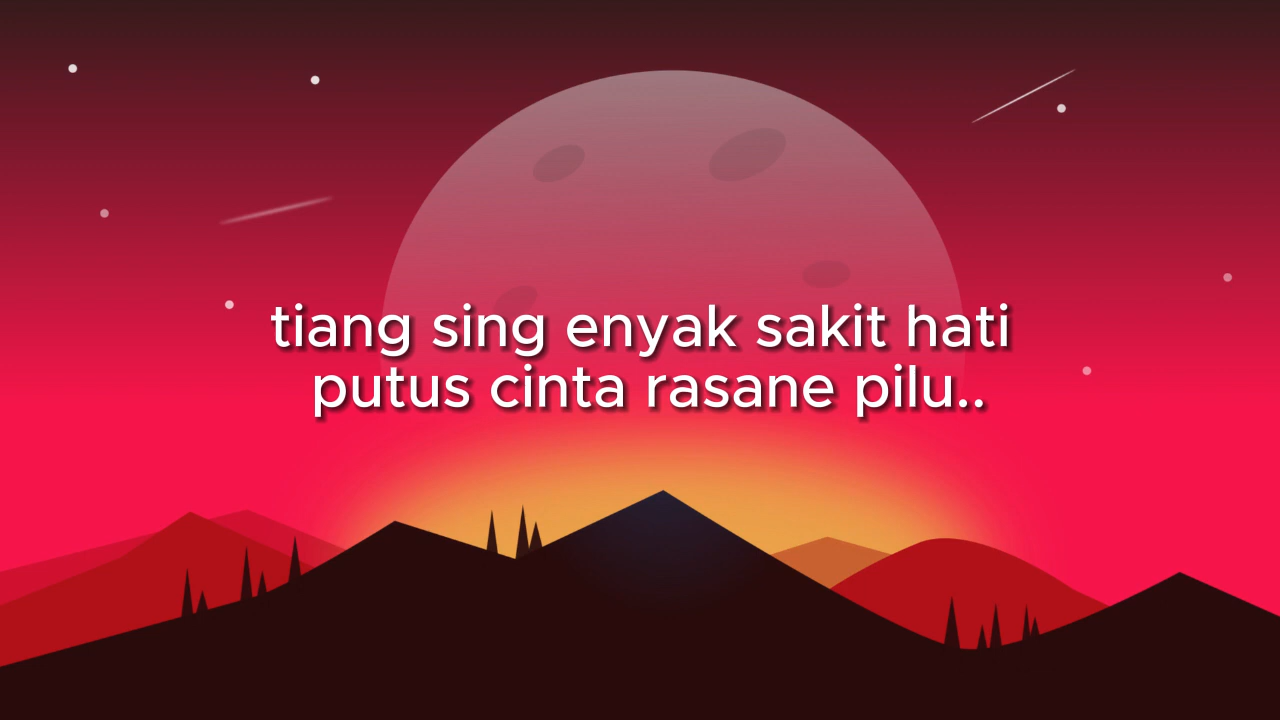 tiang sing enyak sakit hati
putus cinta rasane pilu..